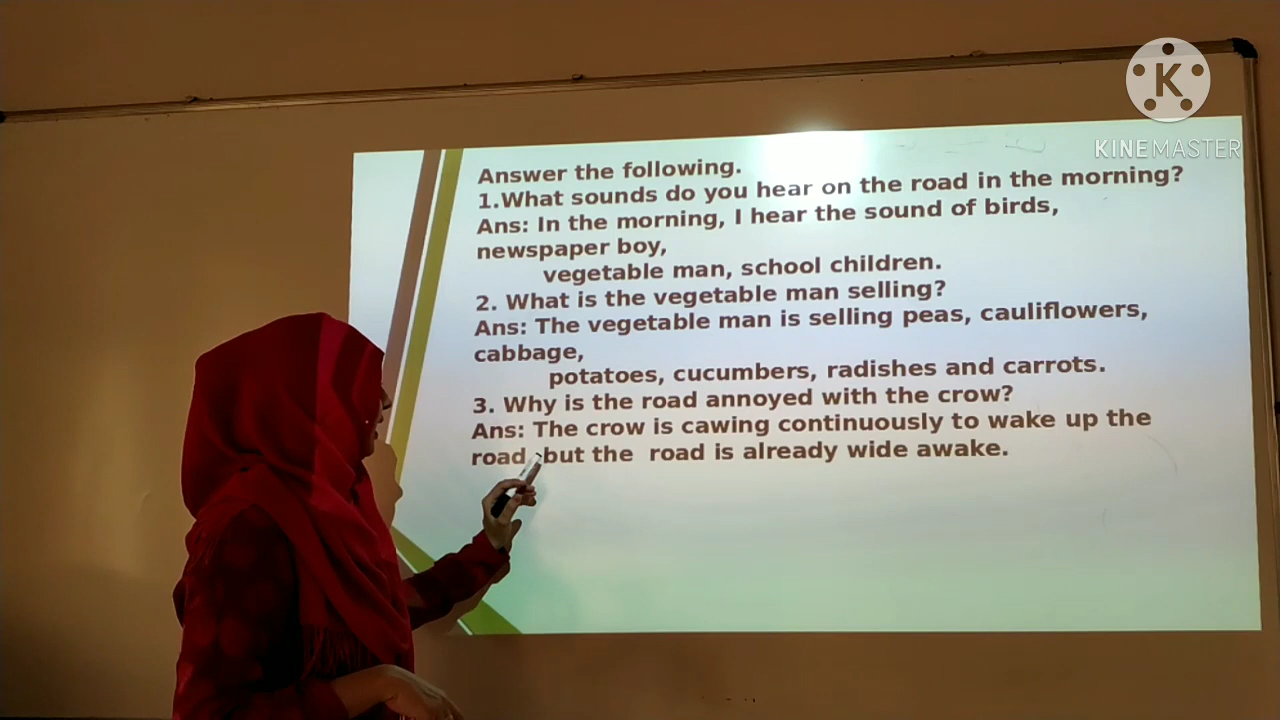 K
KINEMASTER
Answer the following.
1.What sounds do you hear on the road in the morning?
Ans: In the morning, I hear the sound of birds,
newspaper boy,
vegetable man, school children.
2. What is the vegetable man selling?
Ans: The vegetable man is selling peas, cauliflowers,
cabbage,
potatoes, cucumbers, radishes and carrots.
3. Why is the road annoyed with the crow?
Ans: The crow is cawing continuously to wake up the
road but the road is already wide awake.